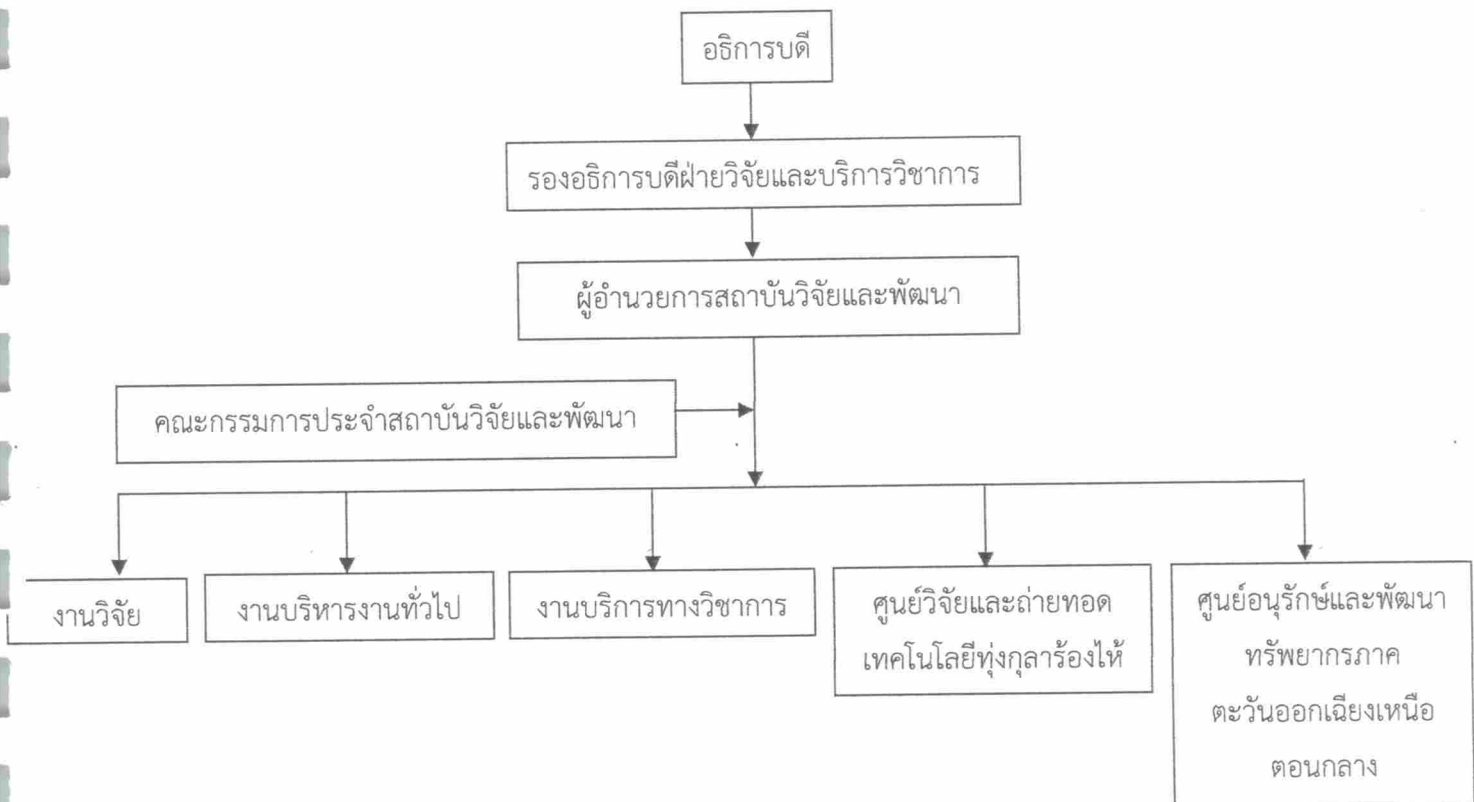 อธิการบดี
รองอธิการบดีฝ่ายวิจัยและบริการวิชาการ
ผู้อำนวยการสถาบันวิจัยและพัฒนา
คณะกรรมการประจำสถาบันวิจัยและพัฒนา
งานวิจัย
งานบริหารงานทั่วไป
งานบริการทางวิชาการ
ศูนย์วิจัยและถ่ายทอด
เทคโนโลยีทุ่งกุลาร้องไห้
ศูนย์อนุรักษ์และพัฒนา
ทรัพยากรภาค
ตะวันออกเฉียงเหนือ
ตอนกลาง